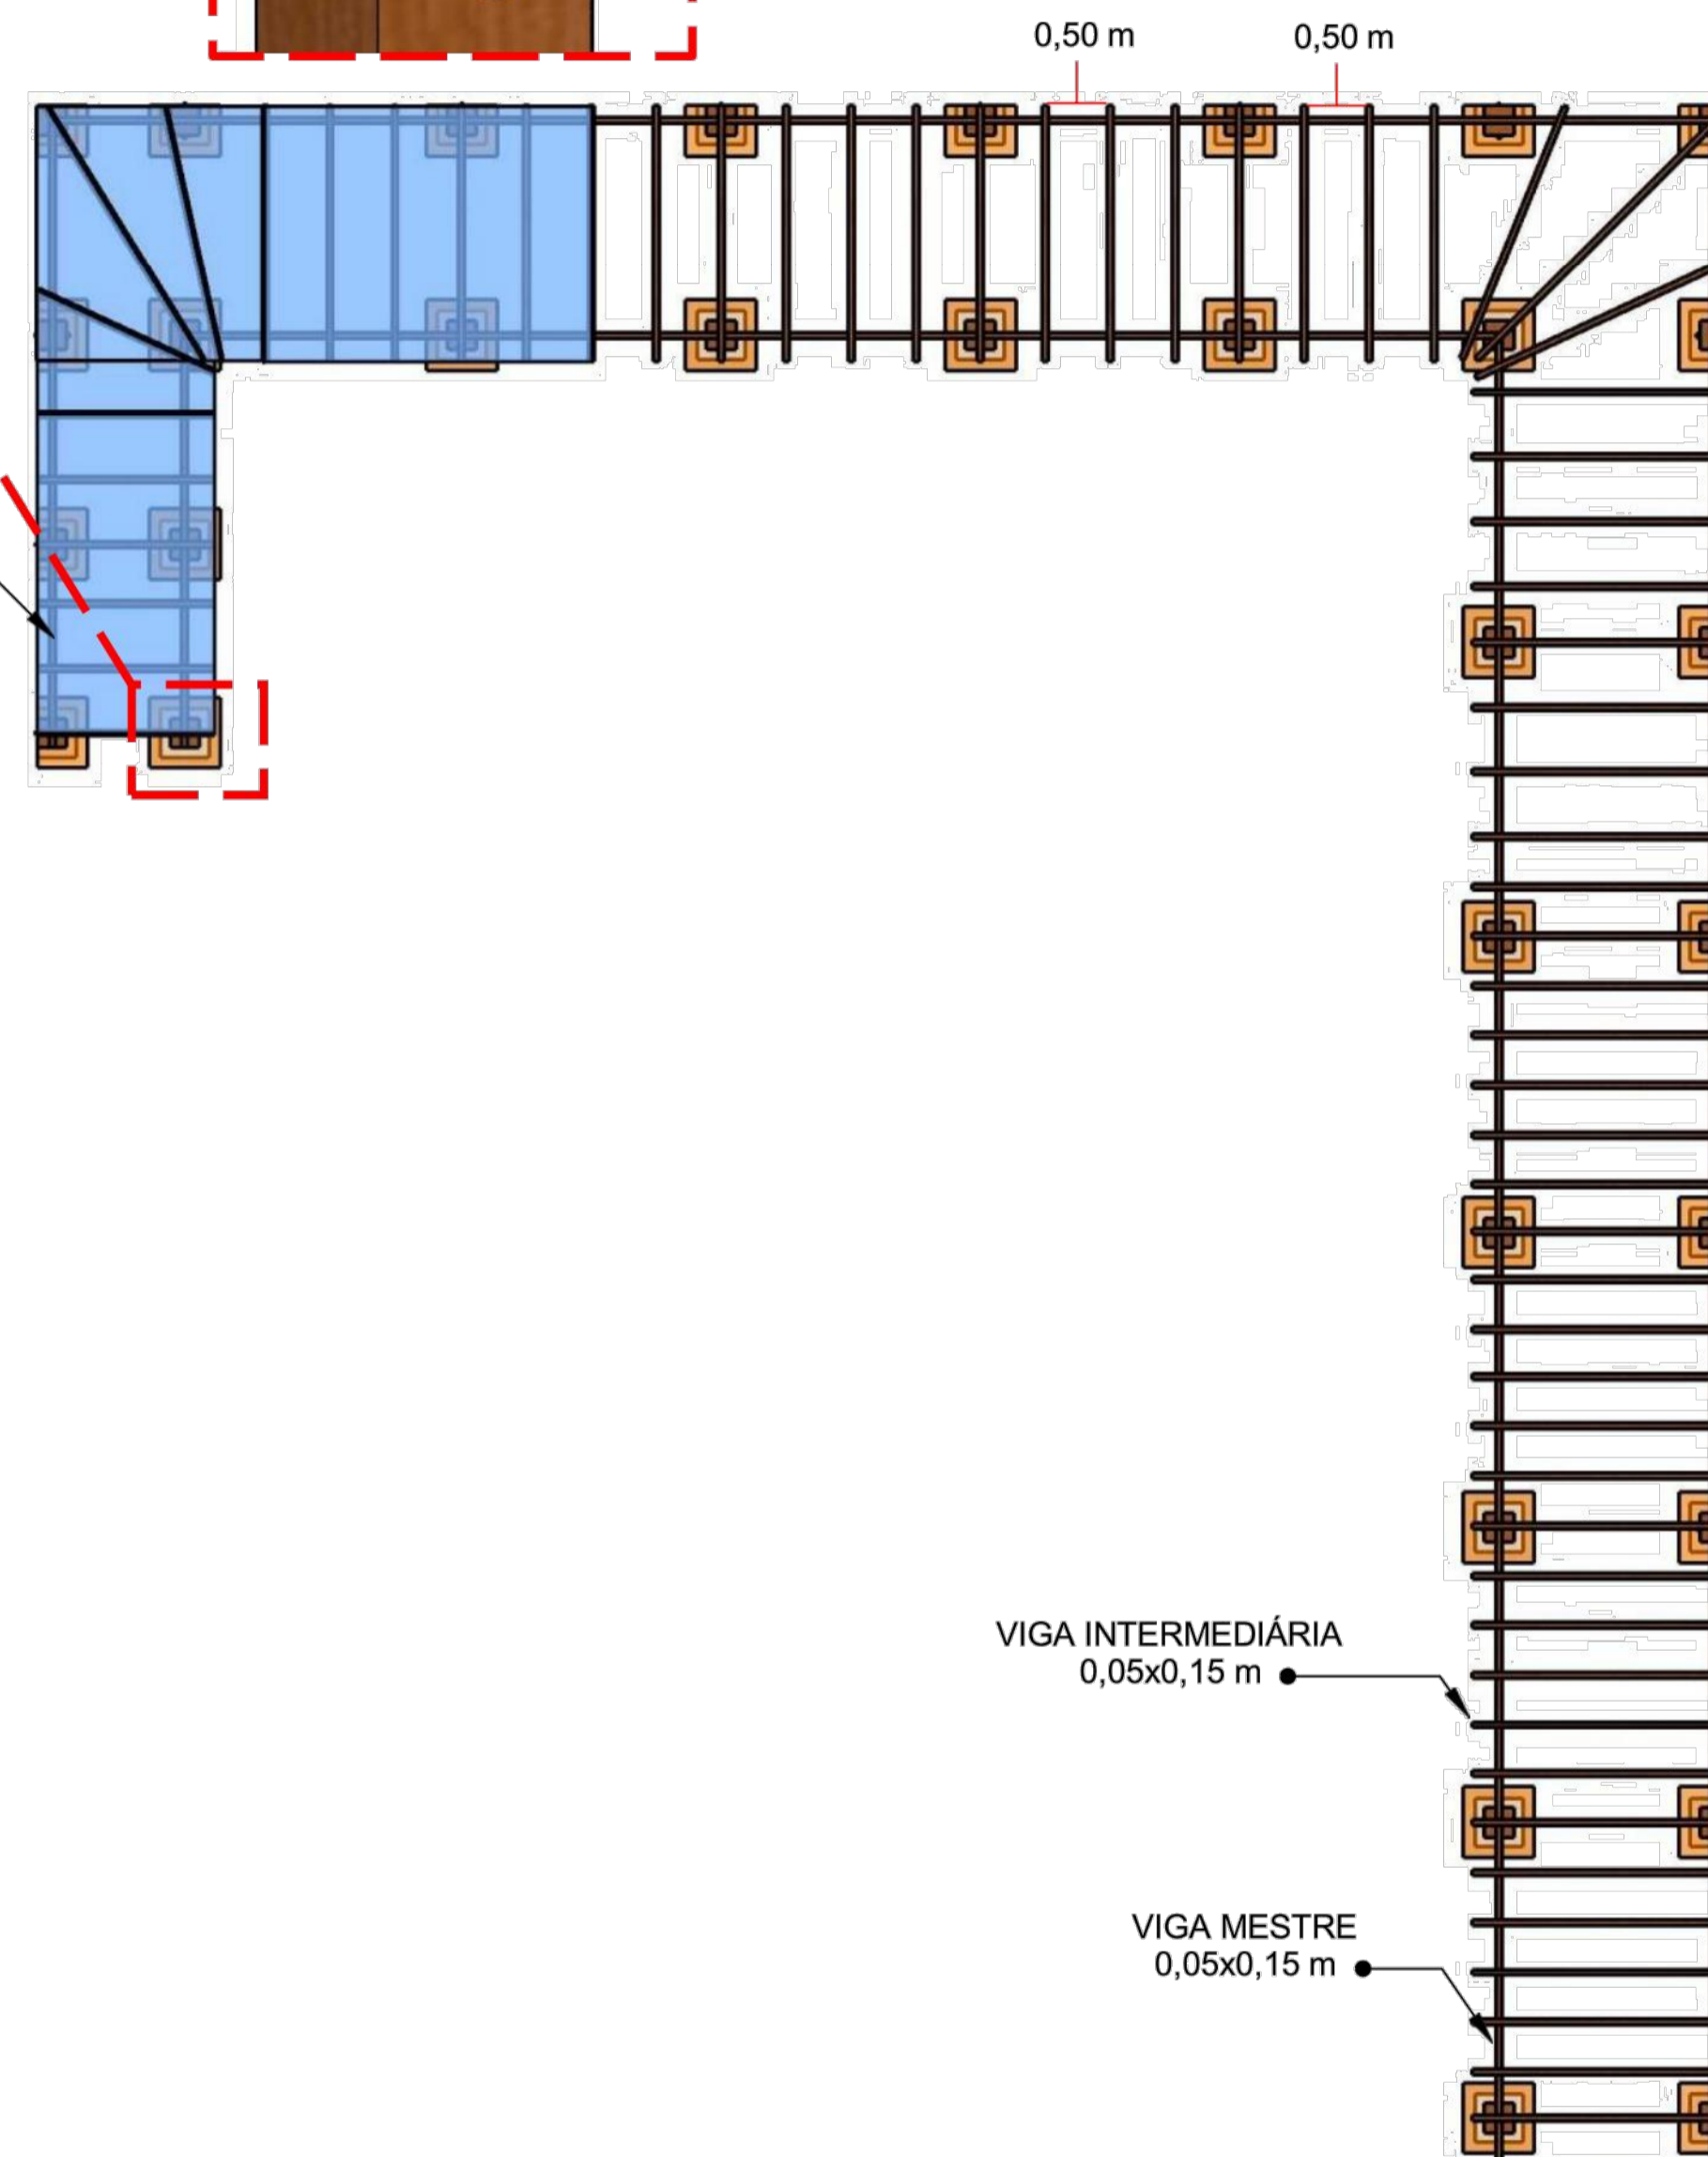 0,50 m
0,50 m
VIGA INTERMEDIÁRIA
0,05x0,15 m
VIGA MESTRE
0,05x0,15 m